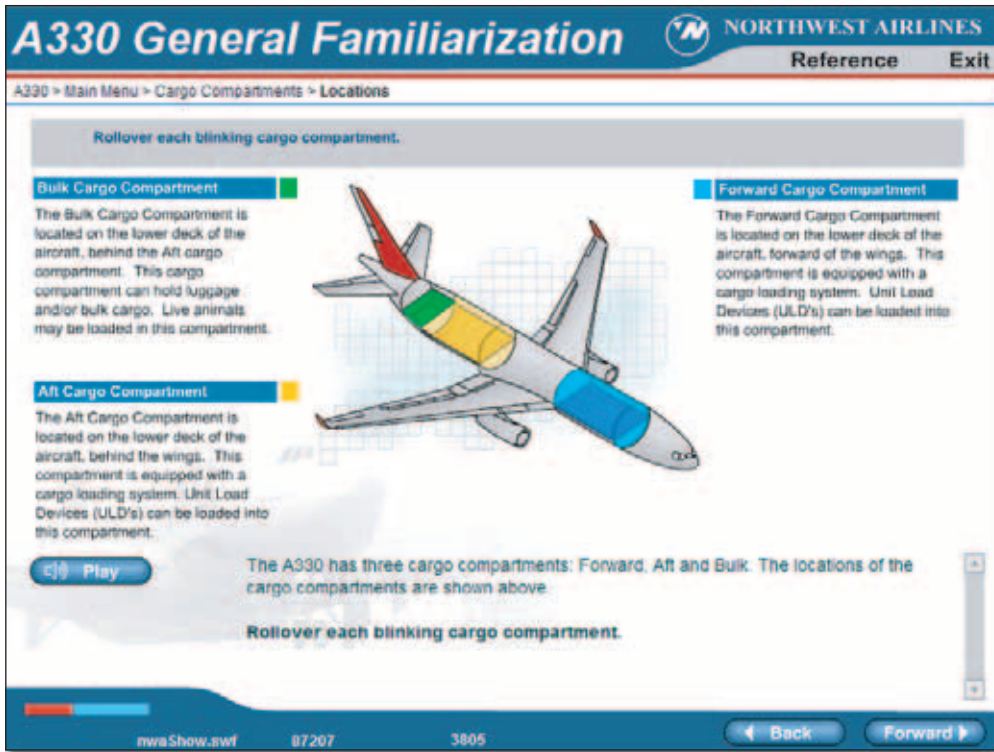 A330 General Familiarization
NORTHWEST AIRLINES
Reference Exit
A330 > Main Menu > Cargo Compartments > Locations
Rollover each blinking cargo compartment.
Bulk Cargo Compartment
The Bulk Cargo Compartment is
located on the lower deck of the
aircraft, behind the Aft cargo
compartment. This cargo
compartment can hold luggage
and/or bulk cargo. Live animals
may be loaded in this compartment.
Aft Cargo Compartment
The Aft Cargo Compartment is
located on the lower deck of the
aircraft, behind the wings. This
compartment is equipped with a
cargo loading system. Unit Load
Devices (ULD's) can be loaded into
this compartment.
Forward Cargo Compartment
The Forward Cargo Compartment
is located on the lower deck of the
aircraft, forward of the wings. This
compartment is equipped with a
cargo loading system. Unit Load
Devices (ULD's) can be loaded into
this compartment.
Play
The A330 has three cargo compartments: Forward, Aft and Bulk. The locations of the
cargo compartments are shown above.
Rollover each blinking cargo compartment.
nwaShow.swf 87207 3805
Back Forward